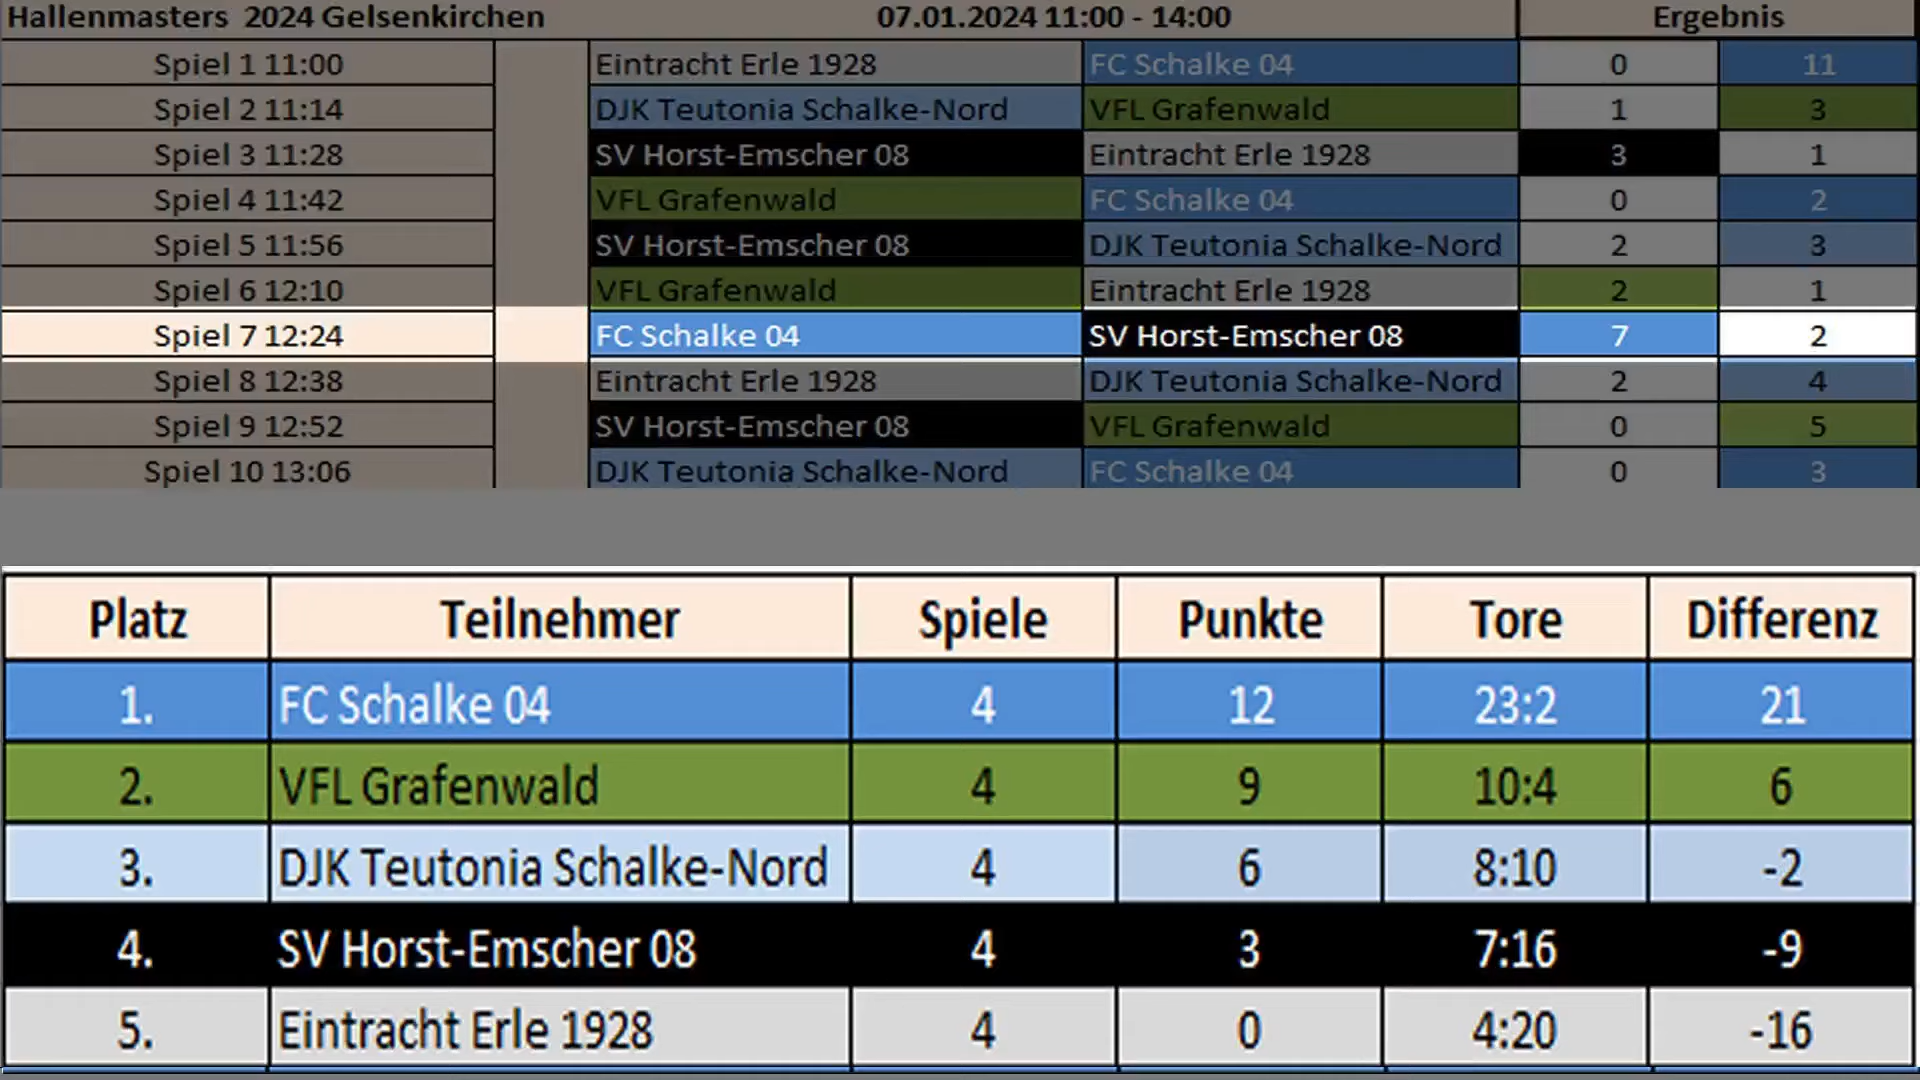 Hallenmasters 2024 Gelsenkirchen 07.01.2024 11:00 - 14:00 Ergebnis
Spiel 1 11:00 Eintracht Erle 1928 FC Schalke 04 0 11
Spiel 2 11:14 DJK Teutonia Schalke-Nord VFL Grafenwald 1 3
Spiel 3 11:28 SV Horst-Emscher 08 Eintracht Erle 1928 3 1
Spiel 4 11:42 VFL Grafenwald FC Schalke 04 0 2
Spiel 5 11:56 SV Horst-Emscher 08 DJK Teutonia Schalke-Nord 2 3
Spiel 6 12:10 VFL Grafenwald Eintracht Erle 1928 2 1
Spiel 7 12:24 FC Schalke 04 SV Horst-Emscher 08 7 2
Spiel 8 12:38 Eintracht Erle 1928 DJK Teutonia Schalke-Nord 2 4
Spiel 9 12:52 SV Horst-Emscher 08 VFL Grafenwald 0 5
Spiel 10 13:06 DJK Teutonia Schalke-Nord FC Schalke 04 0 3
Platz Teilnehmer Spiele Punkte Tore Differenz
1. FC Schalke 04 4 12 23:2 21
2. VFL Grafenwald 4 9 10:4 6
3. DJK Teutonia Schalke-Nord 4 6 8:10 -2
4. SV Horst-Emscher 08 4 3 7:16 -9
5. Eintracht Erle 1928 4 0 4:20 -16